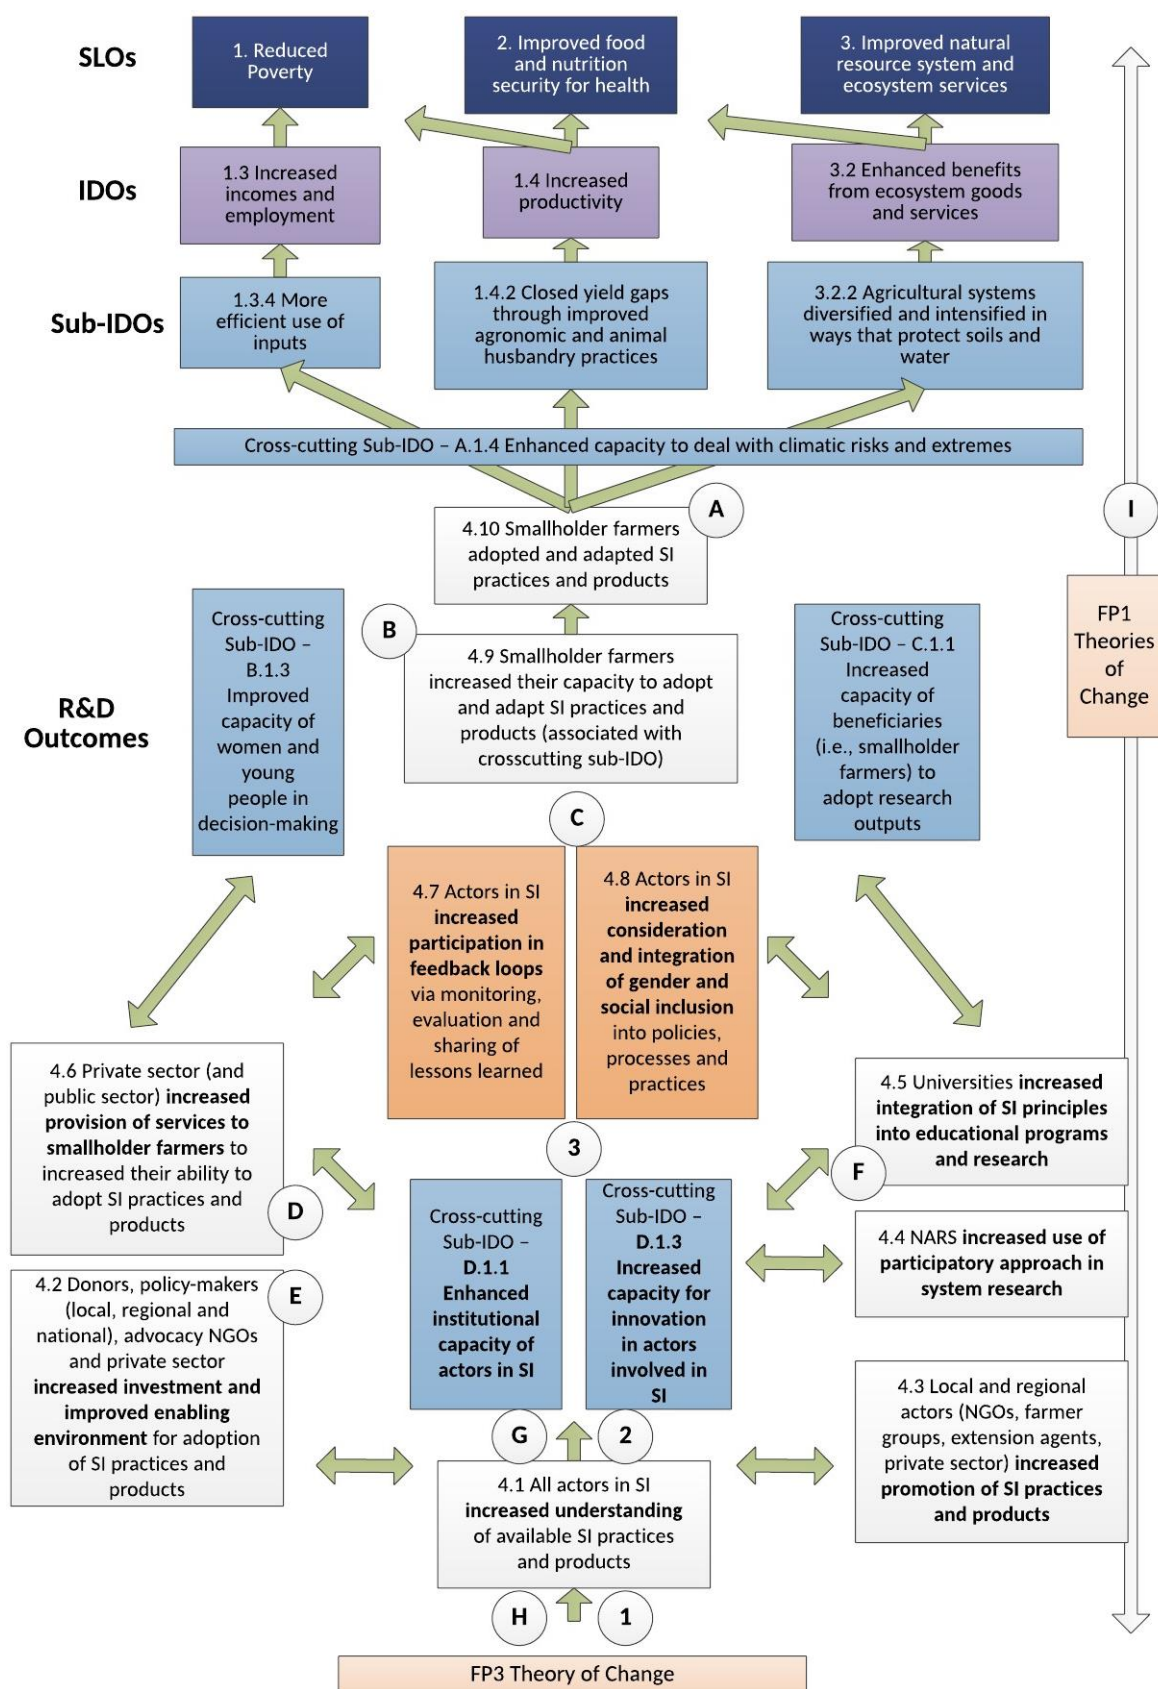 SLOs
1. Reduced
Poverty
2. Improved food
and nutrition
security for health
3. Improved natural
resource system and
ecosystem services
IDOs
1.3 Increased
incomes and
employment
1.4 Increased
productivity
3.2 Enhanced benefits
from ecosystem goods
and services
Sub-IDOs
1.3.4 More
efficient use of
inputs
1.4.2 Closed yield gaps
through improved
agronomic and animal
husbandry practices
3.2.2 Agricultural systems
diversified and intensified in
ways that protect soils and
water
Cross-cutting Sub-IDO – A.1.4 Enhanced capacity to deal with climatic risks and extremes
A
I
4.10 Smallholder farmers
adopted and adapted SI
practices and products
FP1
Theories
of
Change
R&D
Outcomes
Cross-cutting
Sub-IDO –
B.1.3
Improved
capacity of
women and
young
people in
decision-making
B
4.9 Smallholder farmers
increased their capacity to adopt
and adapt SI practices and
products (associated with
crosscutting sub-IDO)
Cross-cutting
Sub-IDO – C.1.1
Increased
capacity of
beneficiaries
(i.e., smallholder
farmers) to
adopt research
outputs
C
4.7 Actors in SI
increased
participation in
feedback loops
via monitoring,
evaluation and
sharing of
lessons learned
4.8 Actors in SI
increased
consideration
and integration
of gender and
social inclusion
into policies,
processes and
practices
4.6 Private sector (and
public sector) increased
provision of services to
smallholder farmers to
increased their ability to
adopt SI practices and
products
D
3
4.5 Universities increased
integration of SI principles
into educational programs
and research
F
Cross-cutting
Sub-IDO –
D.1.1
Enhanced
institutional
capacity of
actors in SI
Cross-cutting
Sub-IDO –
D.1.3
Increased
capacity for
innovation
in actors
involved in
SI
4.4 NARS increased use of
participatory approach in
system research
4.2 Donors, policy-makers
(local, regional and
national), advocacy NGOs
and private sector
increased investment and
improved enabling
environment for adoption
of SI practices and
products
E
4.3 Local and regional
actors (NGOs, farmer
groups, extension agents,
private sector) increased
promotion of SI practices
and products
G
2
4.1 All actors in SI
increased understanding
of available SI practices
and products
H
1
FP3 Theory of Change